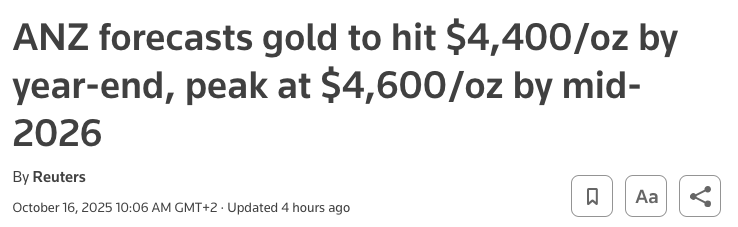 ANZ forecasts gold to hit $4,400/oz by
year-end, peak at $4,600/oz by mid-
2026
By Reuters
October 16, 2025 10:06 AM GMT+2 · Updated 4 hours ago
Aa